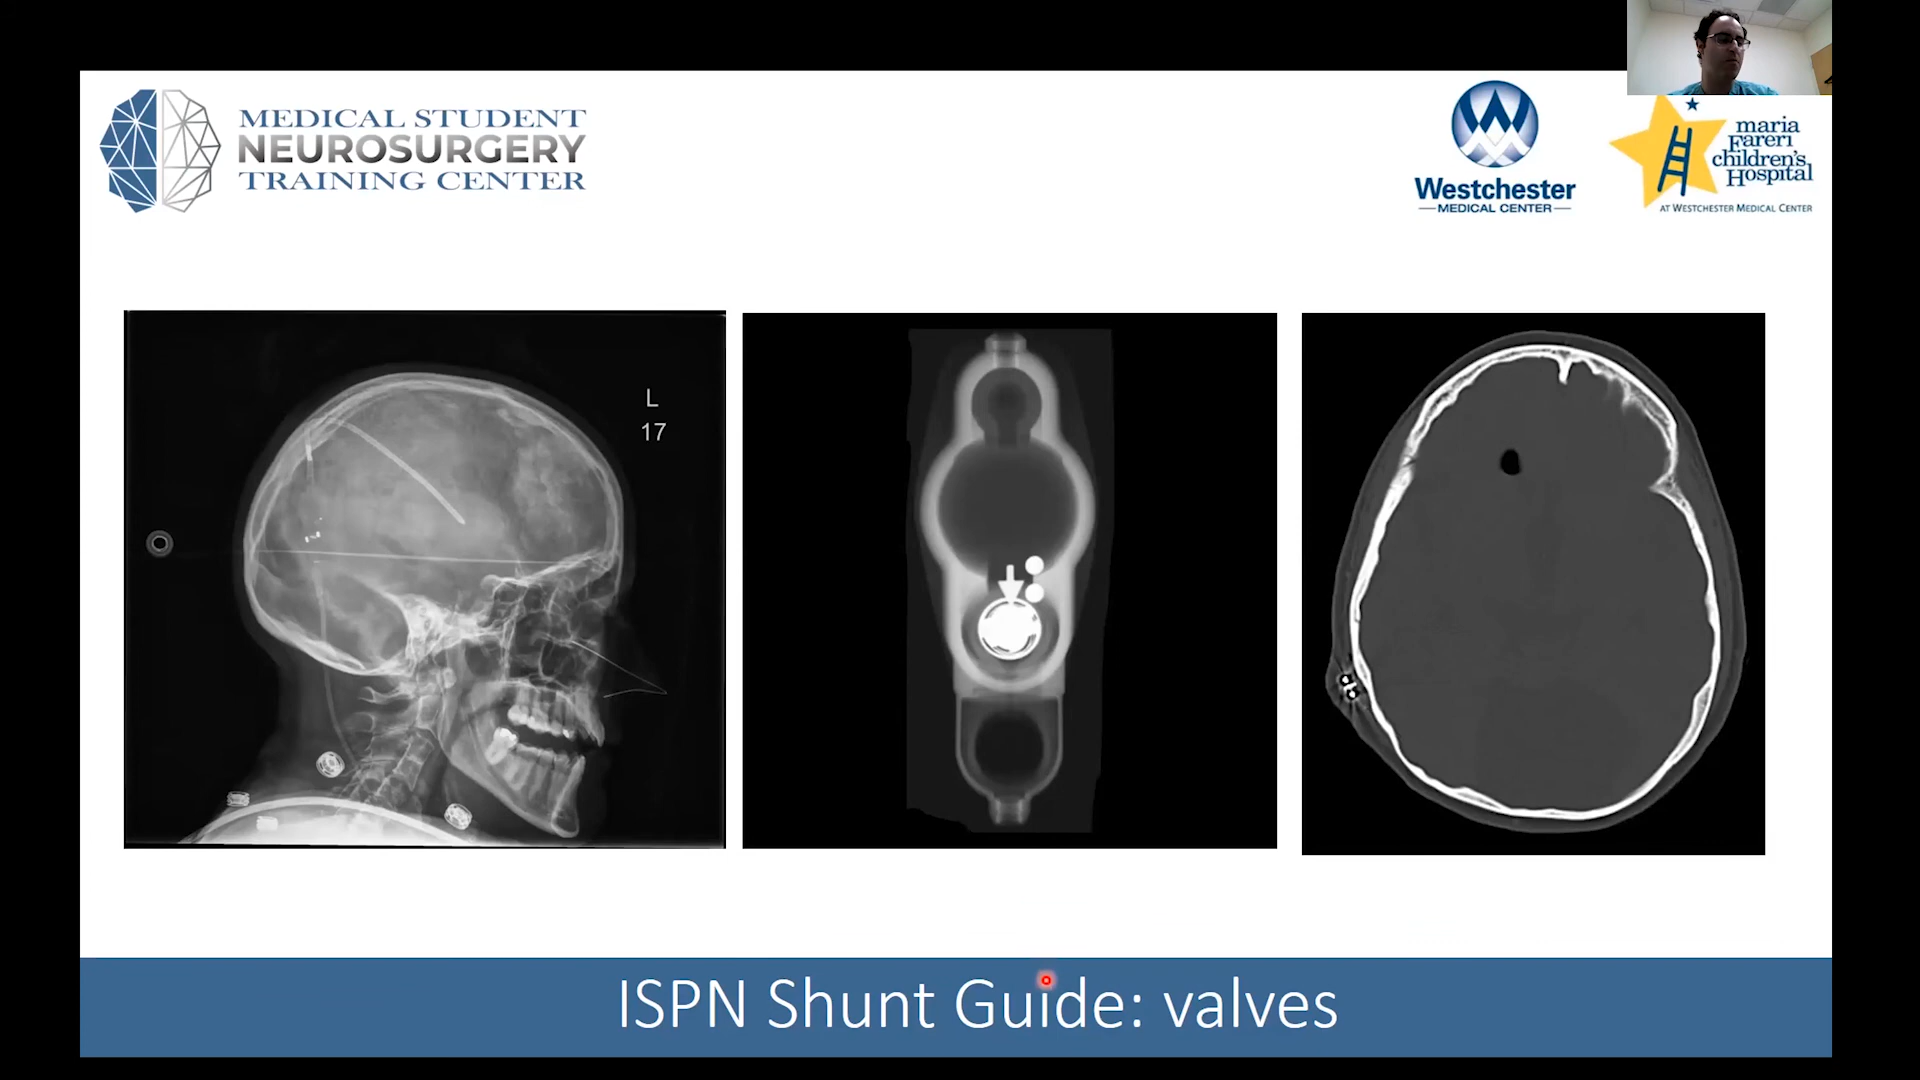 MEDICAL STUDENT
NEUROSURGERY
TRAINING CENTER
Westchester
MEDICAL CENTER
maria
Fareri
children's
Hospital
AT WESTCHESTER MEDICAL CENTER
L
17
ISPN Shunt Guide: valves